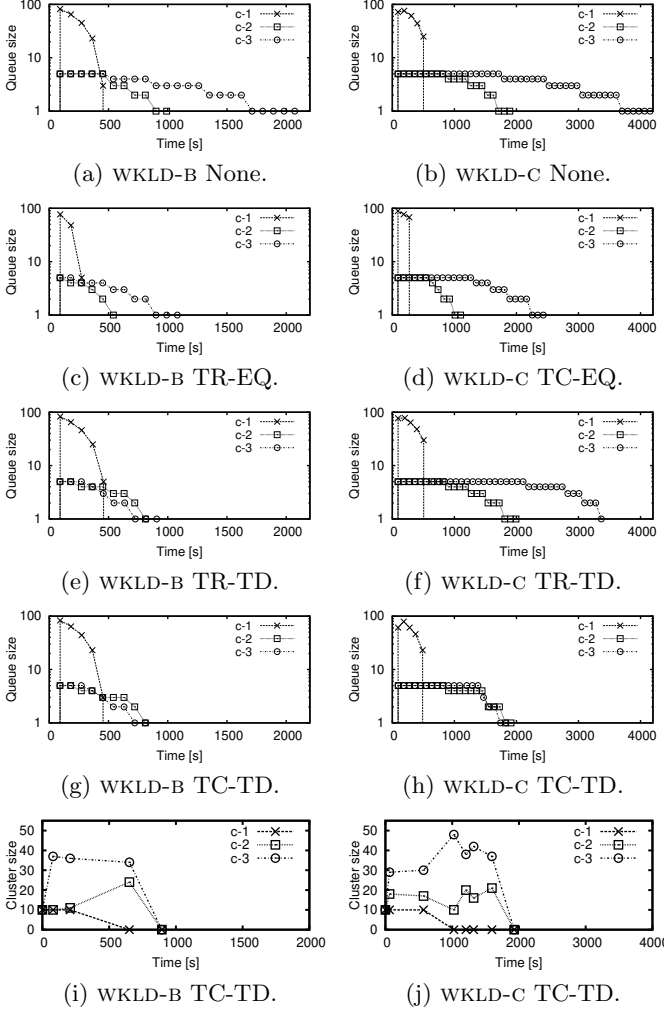 100
10
1
Queue size
0 500 1000 1500 2000
Time [s]
c-1
c-2
c-3
(a) WKLD-B None.
100
10
1
Queue size
0 1000 2000 3000 4000
Time [s]
c-1
c-2
c-3
(b) WKLD-C None.
100
10
1
Queue size
0 500 1000 1500 2000
Time [s]
c-1
c-2
c-3
(c) WKLD-B TR-EQ.
100
10
1
Queue size
0 1000 2000 3000 4000
Time [s]
c-1
c-2
c-3
(d) WKLD-C TC-EQ.
100
10
1
Queue size
0 500 1000 1500 2000
Time [s]
c-1
c-2
c-3
(e) WKLD-B TR-TD.
100
10
1
Queue size
0 1000 2000 3000 4000
Time [s]
c-1
c-2
c-3
(f) WKLD-C TR-TD.
100
10
1
Queue size
0 500 1000 1500 2000
Time [s]
c-1
c-2
c-3
(g) WKLD-B TC-TD.
100
10
1
Queue size
0 1000 2000 3000 4000
Time [s]
c-1
c-2
c-3
(h) WKLD-C TC-TD.
50
40
30
20
10
0
Cluster size
0 500 1000 1500 2000
Time [s]
c-1
c-2
c-3
(i) WKLD-B TC-TD.
50
40
30
20
10
0
Cluster size
0 1000 2000 3000 4000
Time [s]
c-1
c-2
c-3
(j) WKLD-C TC-TD.